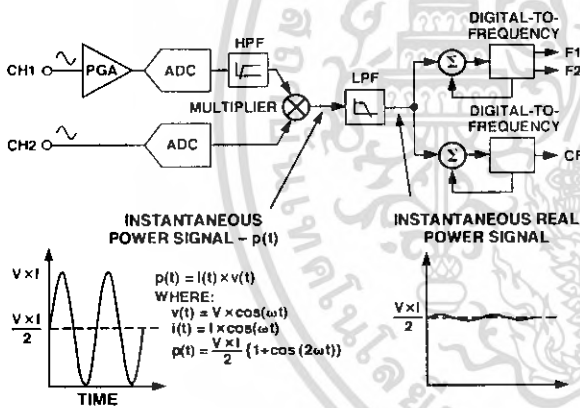 DIGITAL-TO-
FREQUENCY
HPF
F1
F2
CH1
PGA
ADC
LPF
MULTIPLIER
DIGITAL-TO-
FREQUENCY
CH2
ADC
CF
INSTANTANEOUS
POWER SIGNAL – p(t)
INSTANTANEOUS REAL
POWER SIGNAL
V×I
V×I
2
p(t) = i(t) × v(t)
WHERE:
v(t) = V × cos(ωt)
i(t) = I × cos(ωt)
p(t) = V×I/2 {1+cos (2ωt)}
V×I
2
TIME